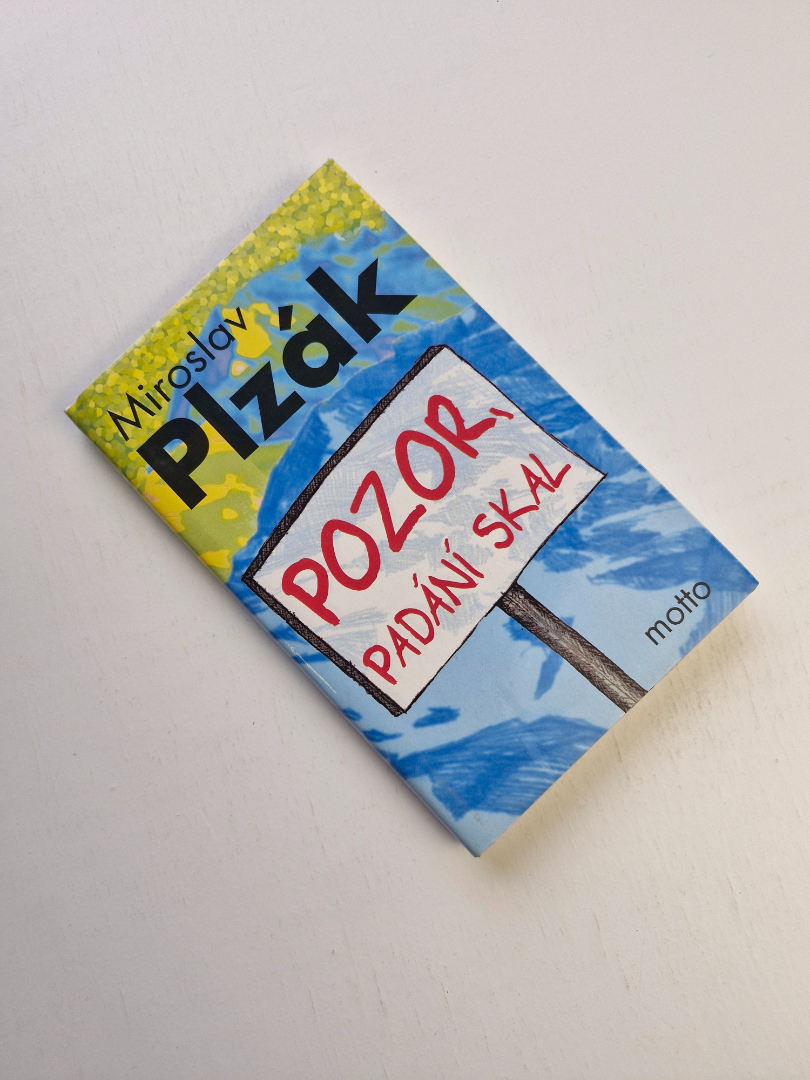 Miroslav
Plzák
POZOR,
PADÁNÍ SKAL
motto